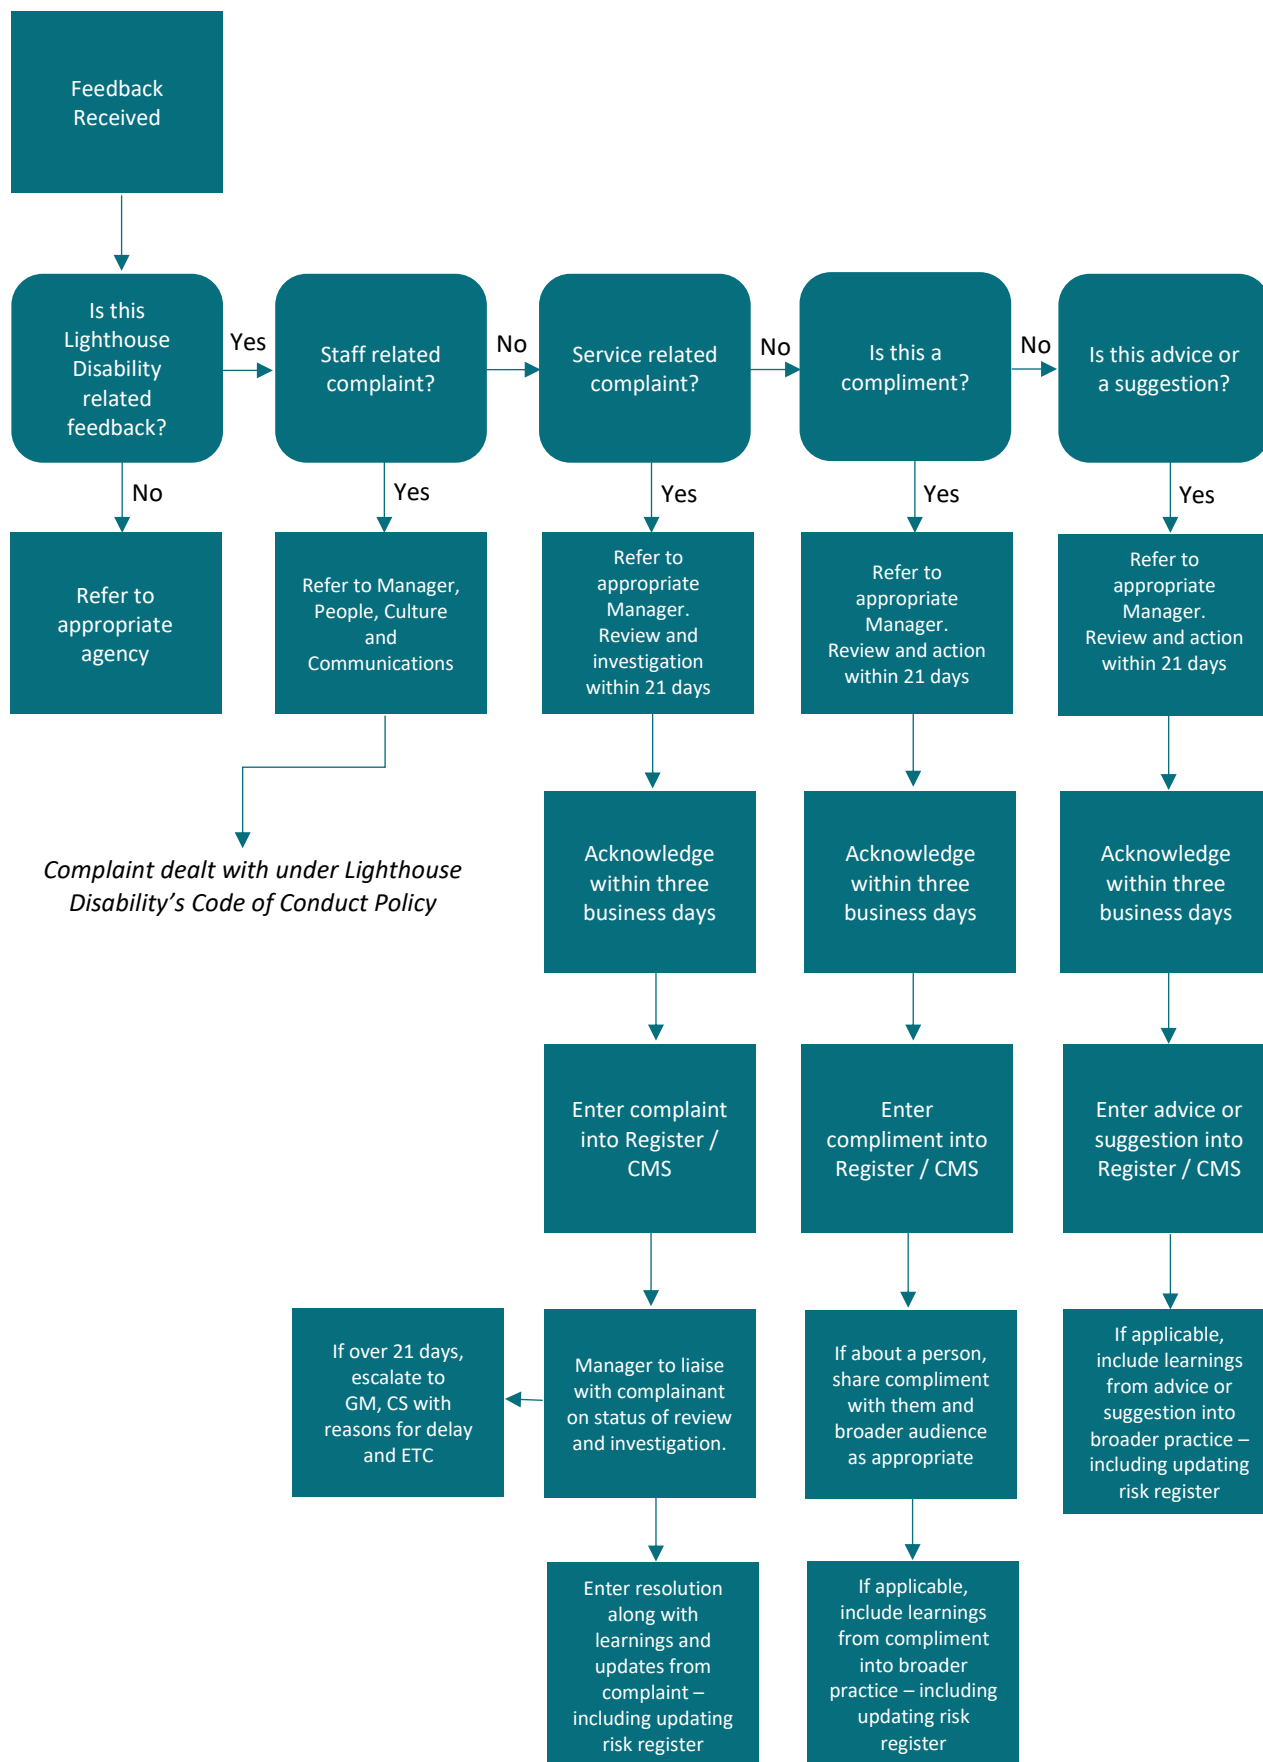 Feedback
Received
Is this
Lighthouse
Disability
related
feedback?
Yes
Staff related
complaint?
No
Service related
complaint?
No
Is this a
compliment?
No
Is this advice or
a suggestion?
No
Yes
Yes
Yes
Yes
Refer to
appropriate
agency
Refer to Manager,
People, Culture
and
Communications
Refer to
appropriate
Manager.
Review and
investigation
within 21 days
Refer to
appropriate
Manager.
Review and action
within 21 days
Refer to
appropriate
Manager.
Review and action
within 21 days
Complaint dealt with under Lighthouse
Disability’s Code of Conduct Policy
Acknowledge
within three
business days
Acknowledge
within three
business days
Acknowledge
within three
business days
Enter complaint
into Register /
CMS
Enter
compliment into
Register / CMS
Enter advice or
suggestion into
Register / CMS
If over 21 days,
escalate to
GM, CS with
reasons for delay
and ETC
Manager to liaise
with complainant
on status of review
and investigation.
If about a person,
share compliment
with them and
broader audience
as appropriate
If applicable,
include learnings
from advice or
suggestion into
broader practice –
including updating
risk register
Enter resolution
along with
learnings and
updates from
complaint –
including updating
risk register
If applicable,
include learnings
from compliment
into broader
practice – including
updating risk
register